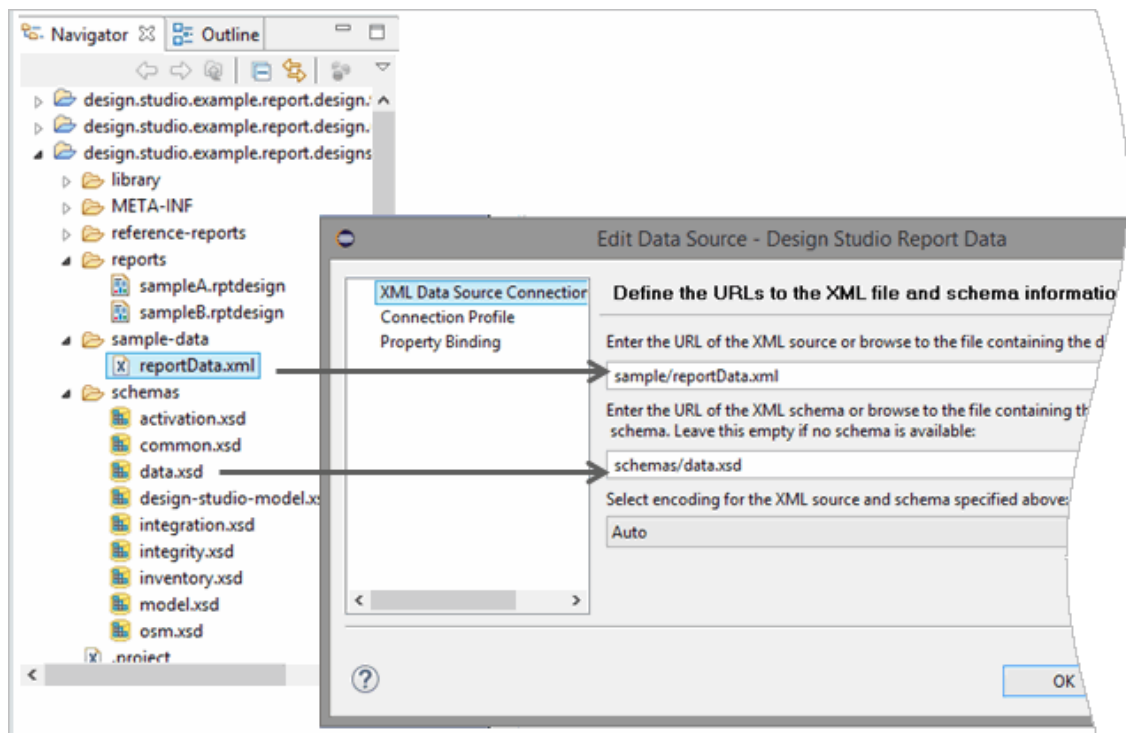 Navigator Outline
design.studio.example.report.design.
design.studio.example.report.design.
design.studio.example.report.designs
library
META-INF
reference-reports
reports
sampleA.rptdesign
sampleB.rptdesign
sample-data
reportData.xml
schemas
activation.xsd
common.xsd
data.xsd
design-studio-model.xs
integration.xsd
integrity.xsd
inventory.xsd
model.xsd
osm.xsd
.project
Edit Data Source - Design Studio Report Data
XML Data Source Connection
Connection Profile
Property Binding
Define the URLs to the XML file and schema informatio
Enter the URL of the XML source or browse to the file containing the d
sample/reportData.xml
Enter the URL of the XML schema or browse to the file containing th
schema. Leave this empty if no schema is available:
schemas/data.xsd
Select encoding for the XML source and schema specified above:
Auto
OK